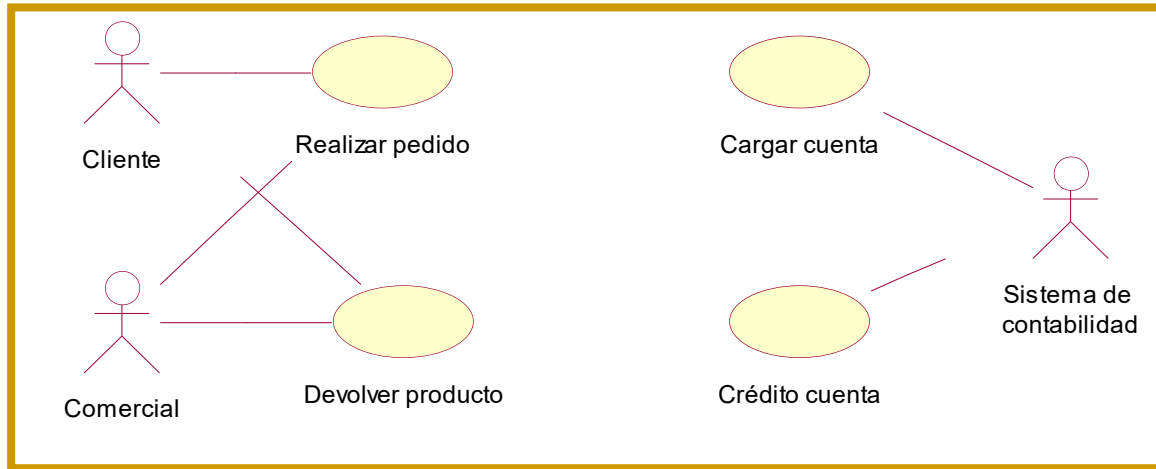 Cliente
Realizar pedido
Cargar cuenta
Sistema de
contabilidad
Comercial
Devolver producto
Crédito cuenta